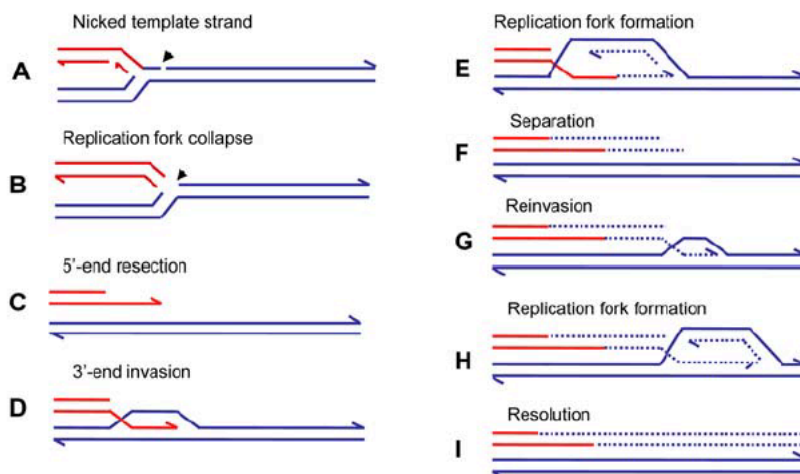 Nicked template strand
A
Replication fork collapse
B
5'-end resection
C
3'-end invasion
D
Replication fork formation
E
Separation
F
Reinvasion
G
Replication fork formation
H
Resolution
I